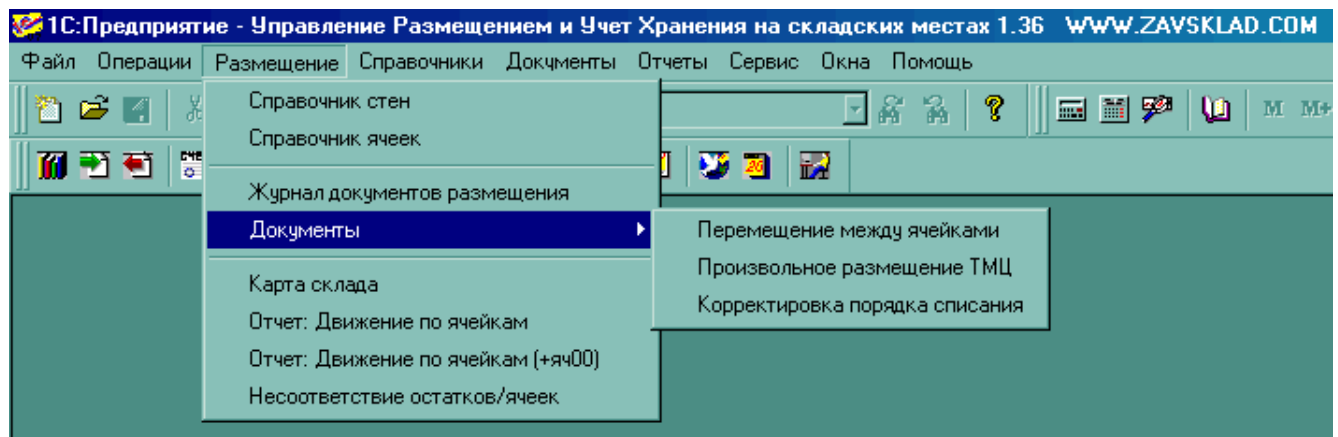 1С:Предприятие - Управление Размещением и Учет Хранения на складских местах 1.36 WWW.ZAVSKLAD.COM
Файл Операции Размещение Справочники Документы Отчеты Сервис Окна Помощь
Справочник стен
Справочник ячеек
M M+
Журнал документов размещения
Документы
Перемещение между ячейками
Произвольное размещение ТМЦ
Корректировка порядка списания
Карта склада
Отчет: Движение по ячейкам
Отчет: Движение по ячейкам (+яч00)
Несоответствие остатков/ячеек